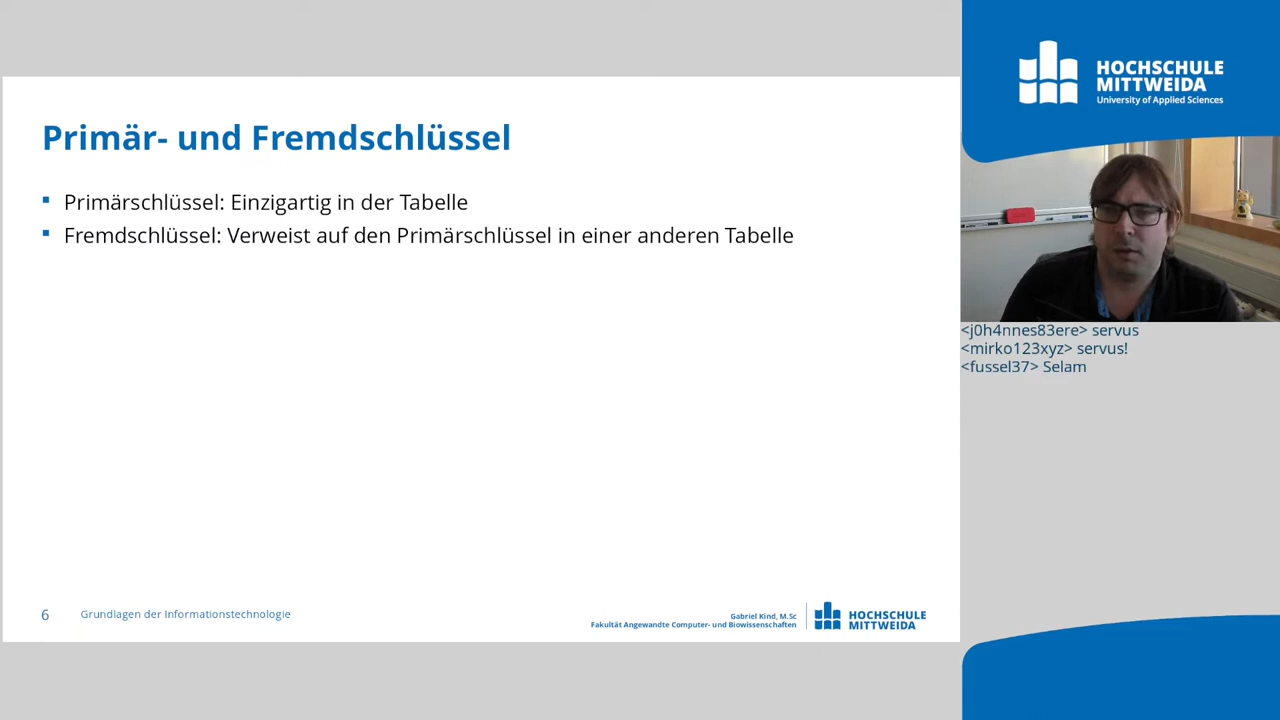 Primär- und Fremdschlüssel
Primärschlüssel: Einzigartig in der Tabelle
Fremdschlüssel: Verweist auf den Primärschlüssel in einer anderen Tabelle
6
Grundlagen der Informationstechnologie
Gabriel Kind, M.Sc
Fakultät Angewandte Computer- und Biowissenschaften
HOCHSCHULE
MITTWEIDA
HOCHSCHULE
MITTWEIDA
University of Applied Sciences
<j0h4nnes83ere> servus
<mirko123xyz> servus!
<fussel37> Selam